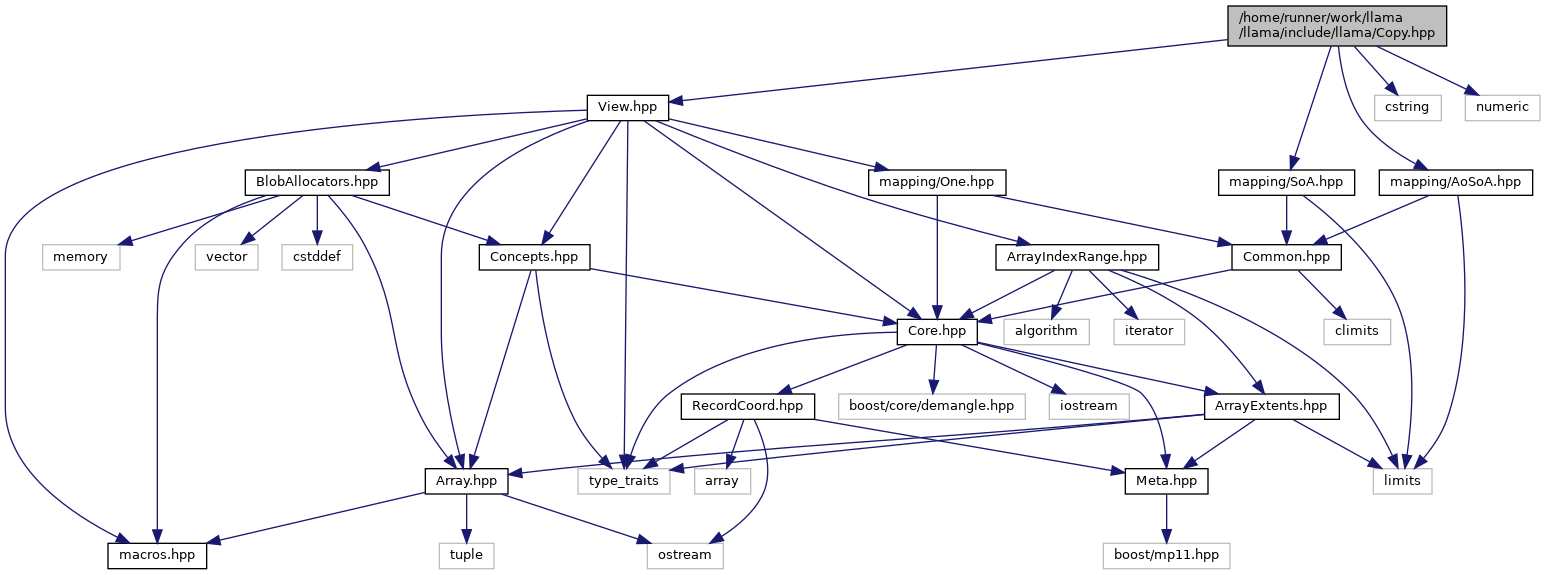 /home/runner/work/llama
/llama/include/llama/Copy.hpp
View.hpp
cstring
numeric
BlobAllocators.hpp
mapping/One.hpp
mapping/SoA.hpp
mapping/AoSoA.hpp
memory
vector
cstddef
Concepts.hpp
ArrayIndexRange.hpp
Common.hpp
Core.hpp
algorithm
iterator
climits
RecordCoord.hpp
boost/core/demangle.hpp
iostream
ArrayExtents.hpp
Array.hpp
type_traits
array
Meta.hpp
limits
macros.hpp
tuple
ostream
boost/mp11.hpp